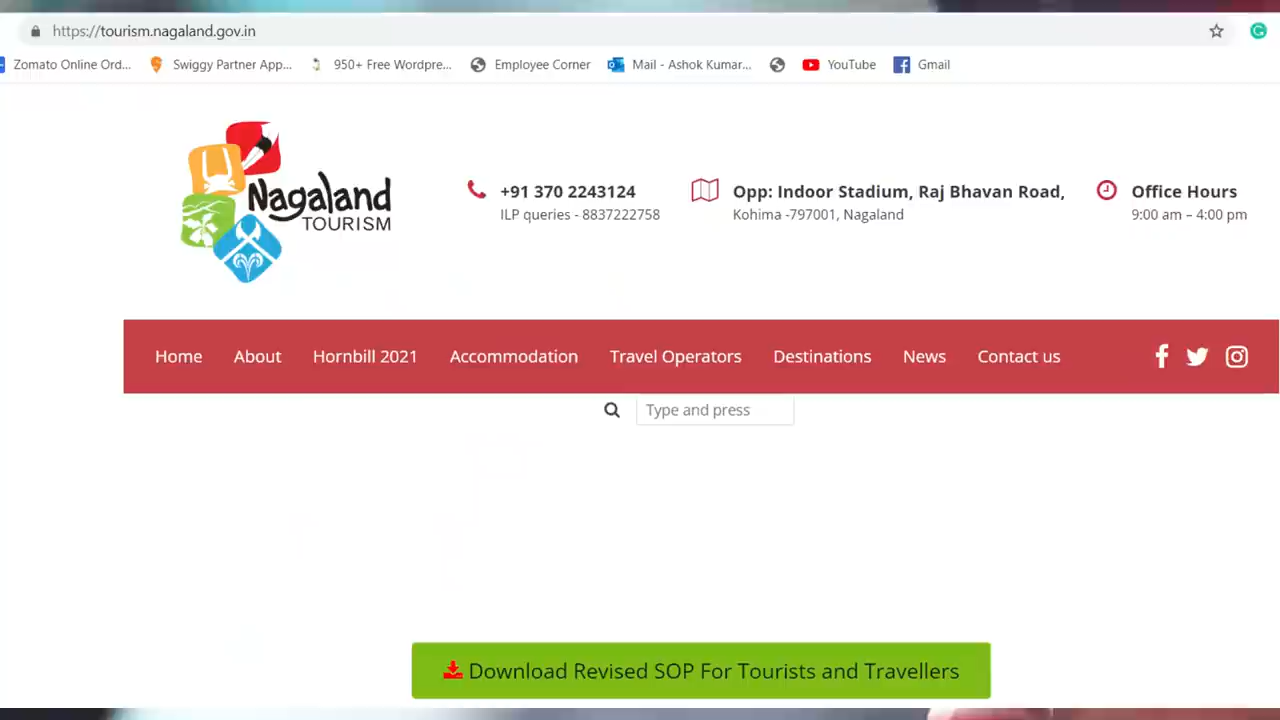 https://tourism.nagaland.gov.in
Zomato Online Ord... Swiggy Partner App... 950+ Free Wordpre... Employee Corner Mail - Ashok Kumar... YouTube Gmail
Nagaland
TOURISM
+91 370 2243124
ILP queries - 8837222758
Opp: Indoor Stadium, Raj Bhavan Road,
Kohima -797001, Nagaland
Office Hours
9:00 am – 4:00 pm
Home About Hornbill 2021 Accommodation Travel Operators Destinations News Contact us
Type and press
Download Revised SOP For Tourists and Travellers